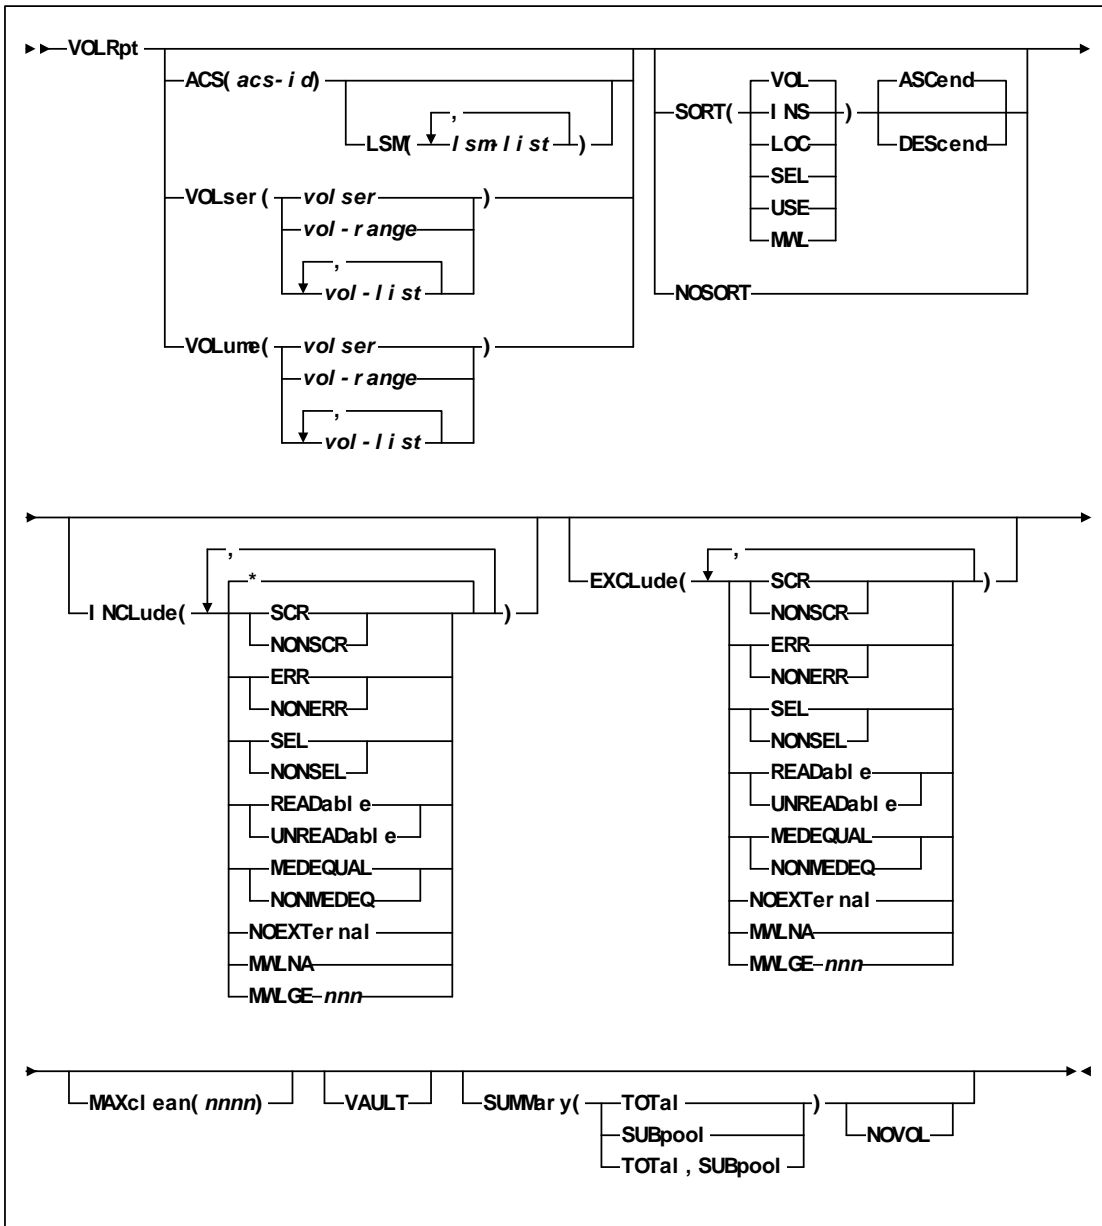 VOLRpt
ACS(acs-id)
LSM(
,
lsm-list
)
VOLser(
volser
vol-range
,
vol-list
)
VOLume(
volser
vol-range
,
vol-list
)
SORT(
VOL
INS
LOC
SEL
USE
MWL
)
ASCend
DEScend
NOSORT
INCLude(
,
*
SCR
NONSCR
ERR
NONERR
SEL
NONSEL
READable
UNREADable
MEDEQUAL
NONMEDEQ
NOEXTernal
MWLNA
MWLGE nnn
)
EXCLude(
,
SCR
NONSCR
ERR
NONERR
SEL
NONSEL
READable
UNREADable
MEDEQUAL
NONMEDEQ
NOEXTernal
MWLNA
MWLGE nnn
)
MAXclean(nnnn)
VAULT
SUMMary(
TOTal
SUBpool
TOTal, SUBpool
)
NOVOL